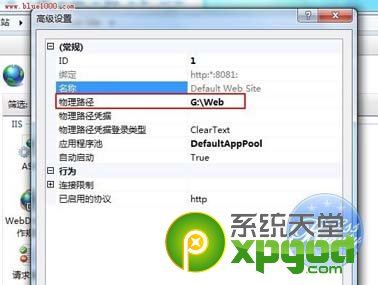 www.blue1000.com
高级设置
(常规)
ID 1
绑定 http:*:8081:
名称 Default Web Site
物理路径 G:\Web
物理路径凭据
物理路径凭据登录类型 ClearText
应用程序池 DefaultAppPool
自动启动 True
行为
连接限制
已启用的协议 http
站
筛选:
IIS
AS
WebD
作规
请求
系统天堂
xpgod.com